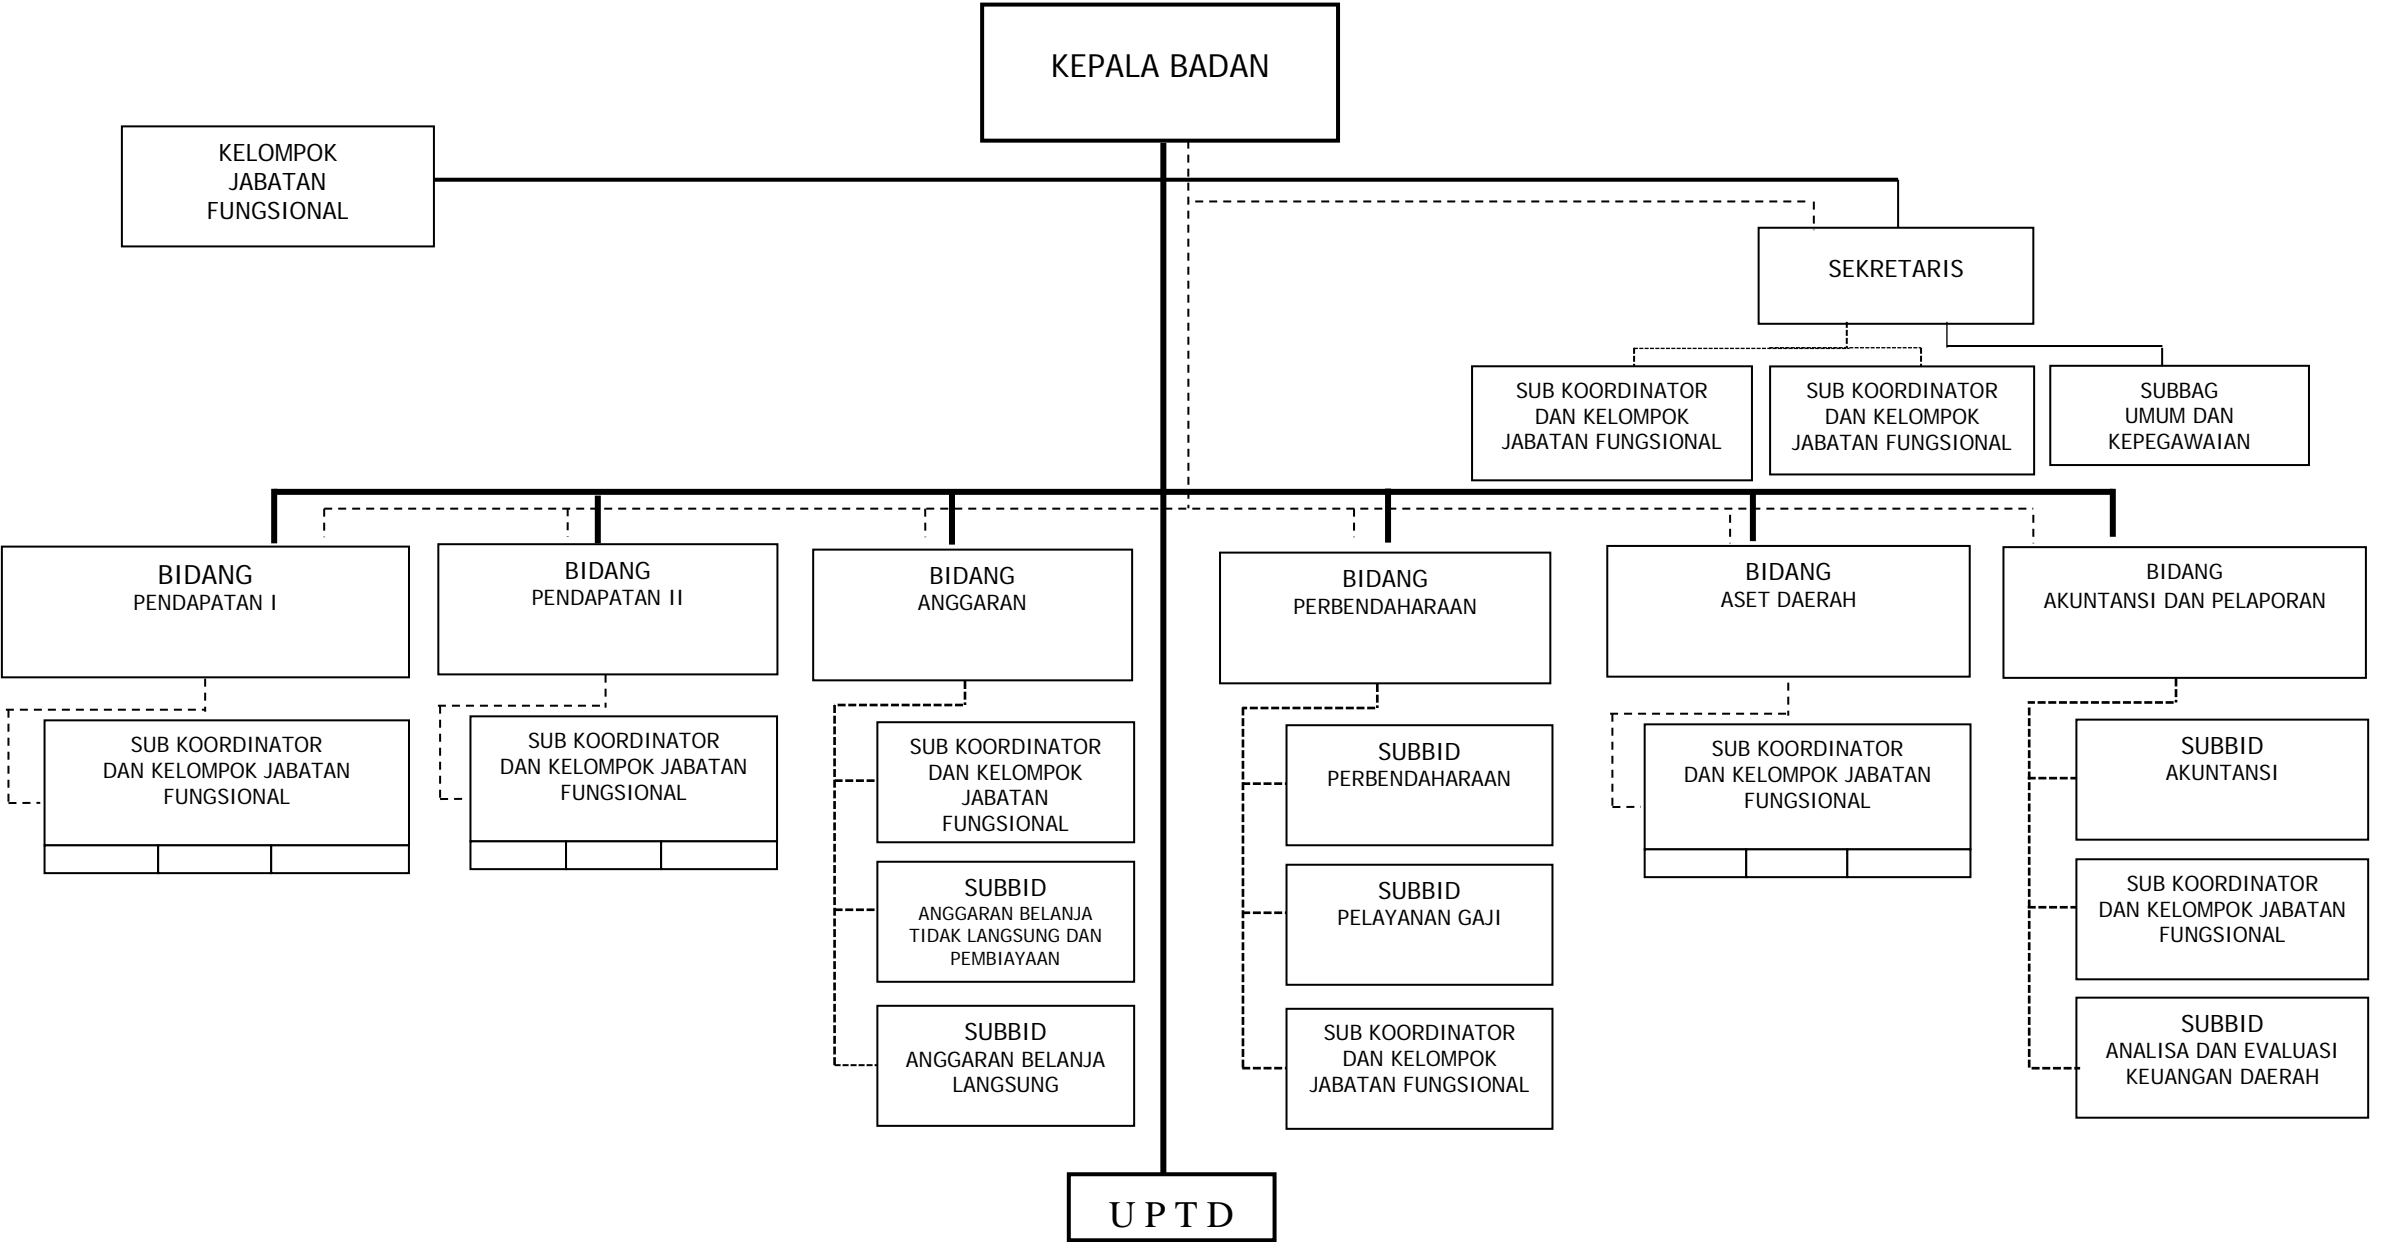 KEPALA BADAN
KELOMPOK
JABATAN
FUNGSIONAL
SEKRETARIS
SUB KOORDINATOR
DAN KELOMPOK
JABATAN FUNGSIONAL
SUB KOORDINATOR
DAN KELOMPOK
JABATAN FUNGSIONAL
SUBBAG
UMUM DAN
KEPEGAWAIAN
BIDANG
PENDAPATAN I
BIDANG
PENDAPATAN II
BIDANG
ANGGARAN
BIDANG
PERBENDAHARAAN
BIDANG
ASET DAERAH
BIDANG
AKUNTANSI DAN PELAPORAN
SUB KOORDINATOR
DAN KELOMPOK JABATAN
FUNGSIONAL
SUB KOORDINATOR
DAN KELOMPOK JABATAN
FUNGSIONAL
SUB KOORDINATOR
DAN KELOMPOK
JABATAN
FUNGSIONAL
SUBBID
ANGGARAN BELANJA
TIDAK LANGSUNG DAN
PEMBIAYAAN
SUBBID
ANGGARAN BELANJA
LANGSUNG
SUBBID
PERBENDAHARAAN
SUBBID
PELAYANAN GAJI
SUB KOORDINATOR
DAN KELOMPOK
JABATAN FUNGSIONAL
SUB KOORDINATOR
DAN KELOMPOK JABATAN
FUNGSIONAL
SUBBID
AKUNTANSI
SUB KOORDINATOR
DAN KELOMPOK JABATAN
FUNGSIONAL
SUBBID
ANALISA DAN EVALUASI
KEUANGAN DAERAH
U P T D